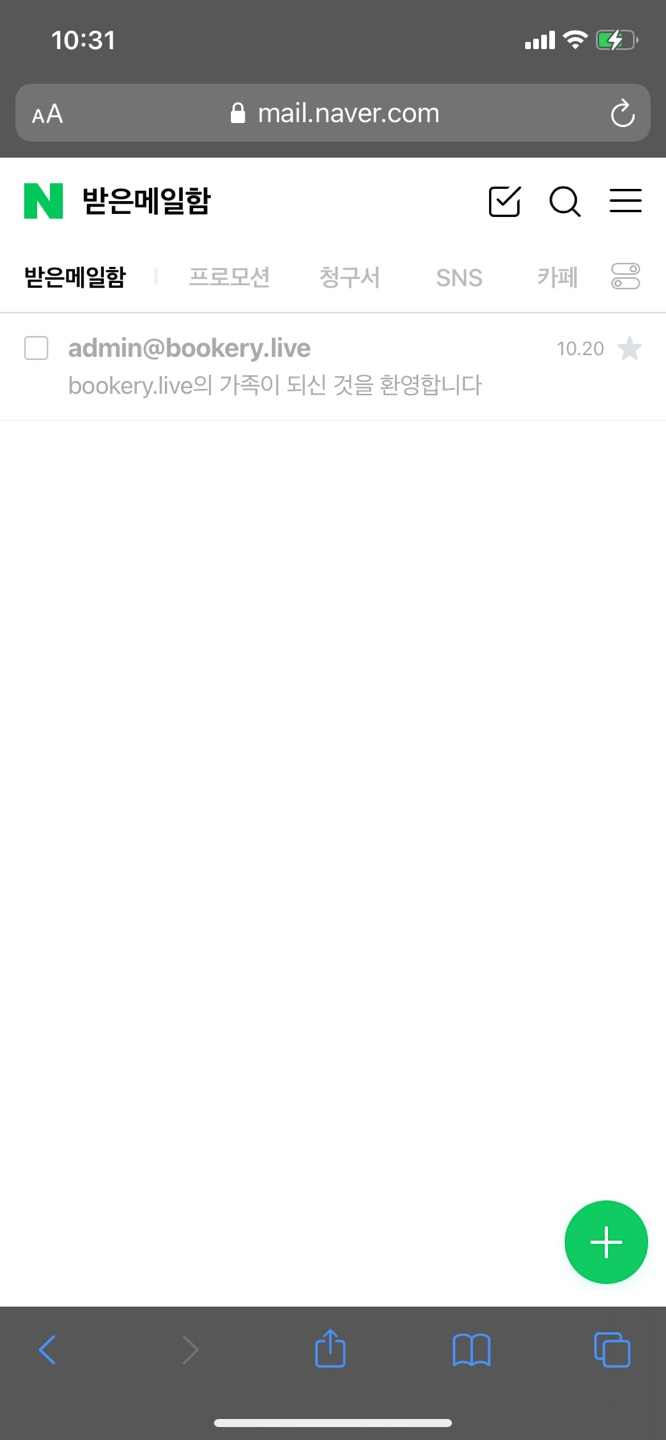 10:31
AA mail.naver.com
N 받은메일함
받은메일함 프로모션 청구서 SNS 카페
admin@bookery.live 10.20
bookery.live의 가족이 되신 것을 환영합니다